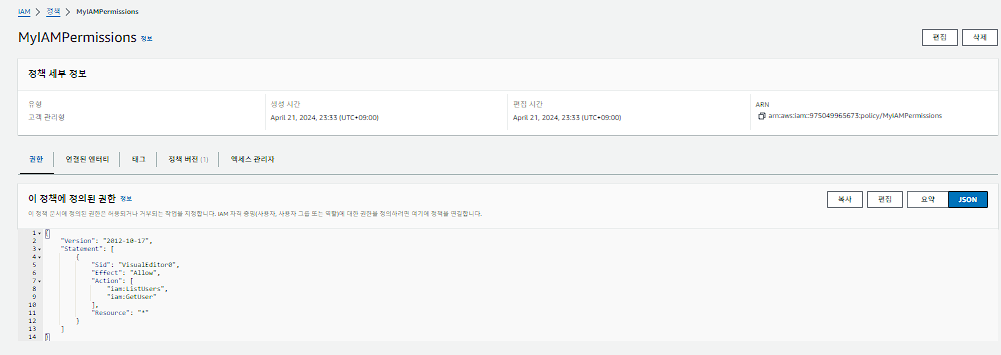 IAM > 정책 > MyIAMPermissions
MyIAMPermissions 정보
편집 삭제
정책 세부 정보
유형
고객 관리형
생성 시간
April 21, 2024, 23:33 (UTC+09:00)
편집 시간
April 21, 2024, 23:33 (UTC+09:00)
ARN
arn:aws:iam::975049965673:policy/MyIAMPermissions
권한 연결된 엔터티 태그 정책 버전 (1) 액세스 관리자
이 정책에 정의된 권한 정보
복사 편집 요약 JSON
이 정책 문서에 정의된 권한은 허용되거나 거부되는 작업을 지정합니다. IAM 자격 증명(사용자, 사용자 그룹 또는 역할)에 대한 권한을 정의하려면 여기에 정책을 연결합니다.
1 {
2 "Version": "2012-10-17",
3 "Statement": [
4 {
5 "Sid": "VisualEditor0",
6 "Effect": "Allow",
7 "Action": [
8 "iam:ListUsers",
9 "iam:GetUser"
10 ],
11 "Resource": "*"
12 }
13 ]
14 }